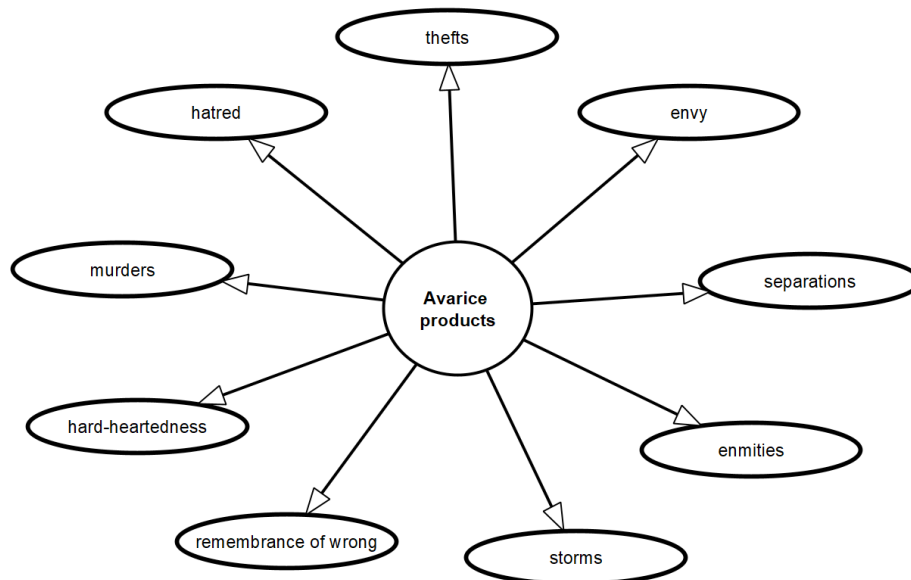 thefts
hatred
envy
murders
separations
Avarice
products
hard-heartedness
enmities
remembrance of wrong
storms